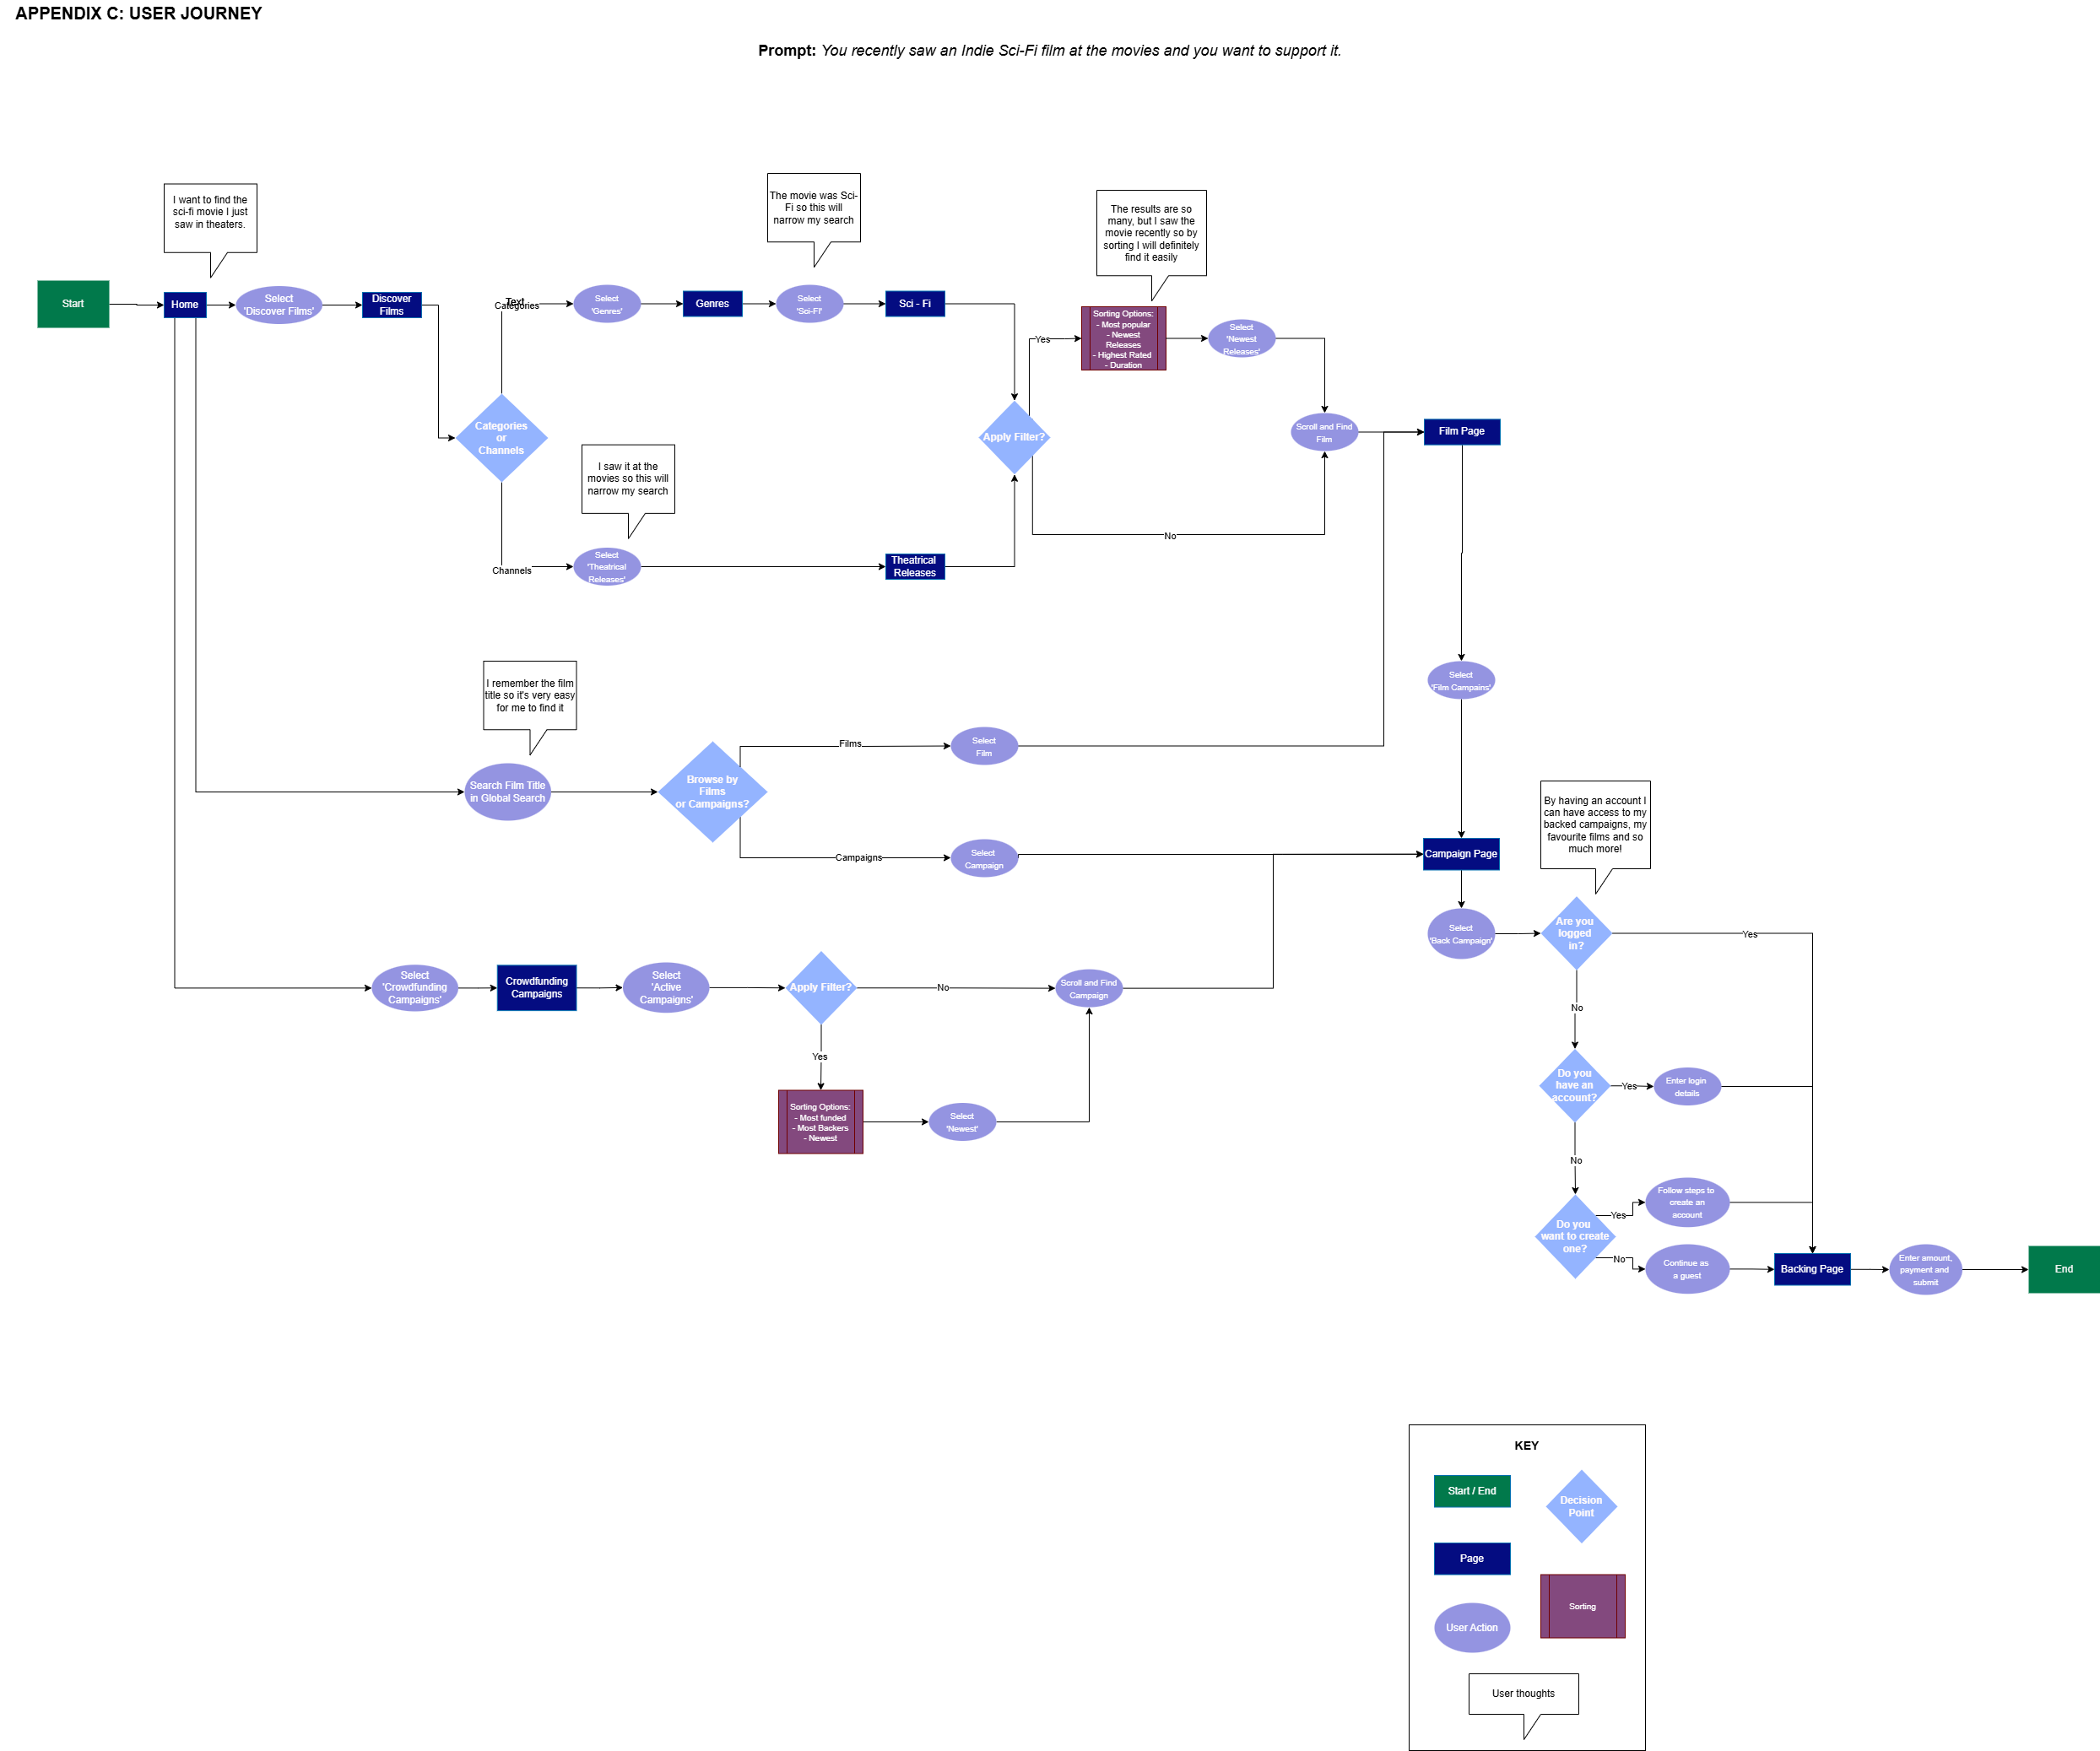 APPENDIX C: USER JOURNEY
Prompt: You recently saw an Indie Sci-Fi film at the movies and you want to support it.
I want to find the
sci-fi movie I just
saw in theaters.
The movie was Sci-
Fi so this will
narrow my search
The results are so
many, but I saw the
movie recently so by
sorting I will definitely
find it easily
Start
Home
Select
'Discover Films'
Discover
Films
Text
Categories
Select
'Genres'
Genres
Select
'Sci-FI'
Sci - Fi
Yes
Sorting Options:
- Most popular
- Newest
Releases
- Highest Rated
- Duration
Select
'Newest
Releases'
Categories
or
Channels
Apply Filter?
Scroll and Find
Film
Film Page
I saw it at the
movies so this will
narrow my search
No
Channels
Select
'Theatrical
Releases'
Theatrical
Releases
I remember the film
title so it's very easy
for me to find it
Select
'Film Campains'
Search Film Title
in Global Search
Browse by
Films
or Campaigns?
Films
Select
Film
Campaigns
Select
Campaign
Campaign Page
By having an account I
can have access to my
backed campaigns, my
favourite films and so
much more!
Select
'Back Campaign'
Are you
logged
in?
Yes
No
Select
'Crowdfunding
Campaigns'
Crowdfunding
Campaigns
Select
'Active
Campaigns'
Apply Filter?
No
Scroll and Find
Campaign
Yes
Sorting Options:
- Most funded
- Most Backers
- Newest
Select
'Newest'
Do you
have an
account?
Yes
Enter login
details
No
Do you
want to create
one?
Yes
Follow steps to
create an
account
No
Continue as
a guest
Backing Page
Enter amount,
payment and
submit
End
KEY
Start / End
Decision
Point
Page
Sorting
User Action
User thoughts